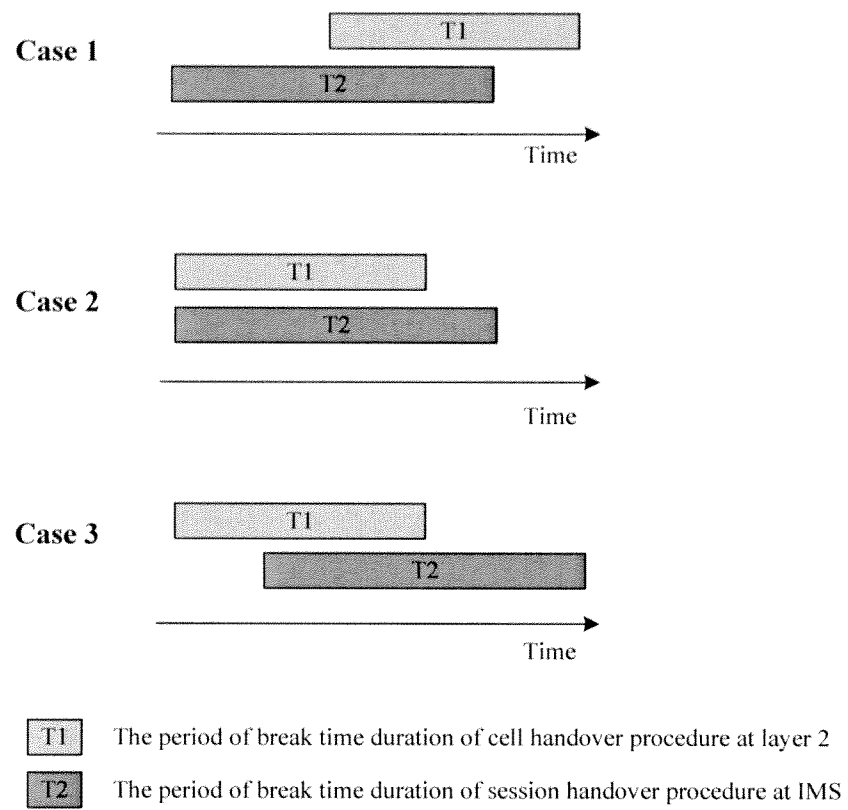 Case 1
T1
T2
Time
Case 2
T1
T2
Time
Case 3
T1
T2
Time
T1 The period of break time duration of cell handover procedure at layer 2
T2 The period of break time duration of session handover procedure at IMS